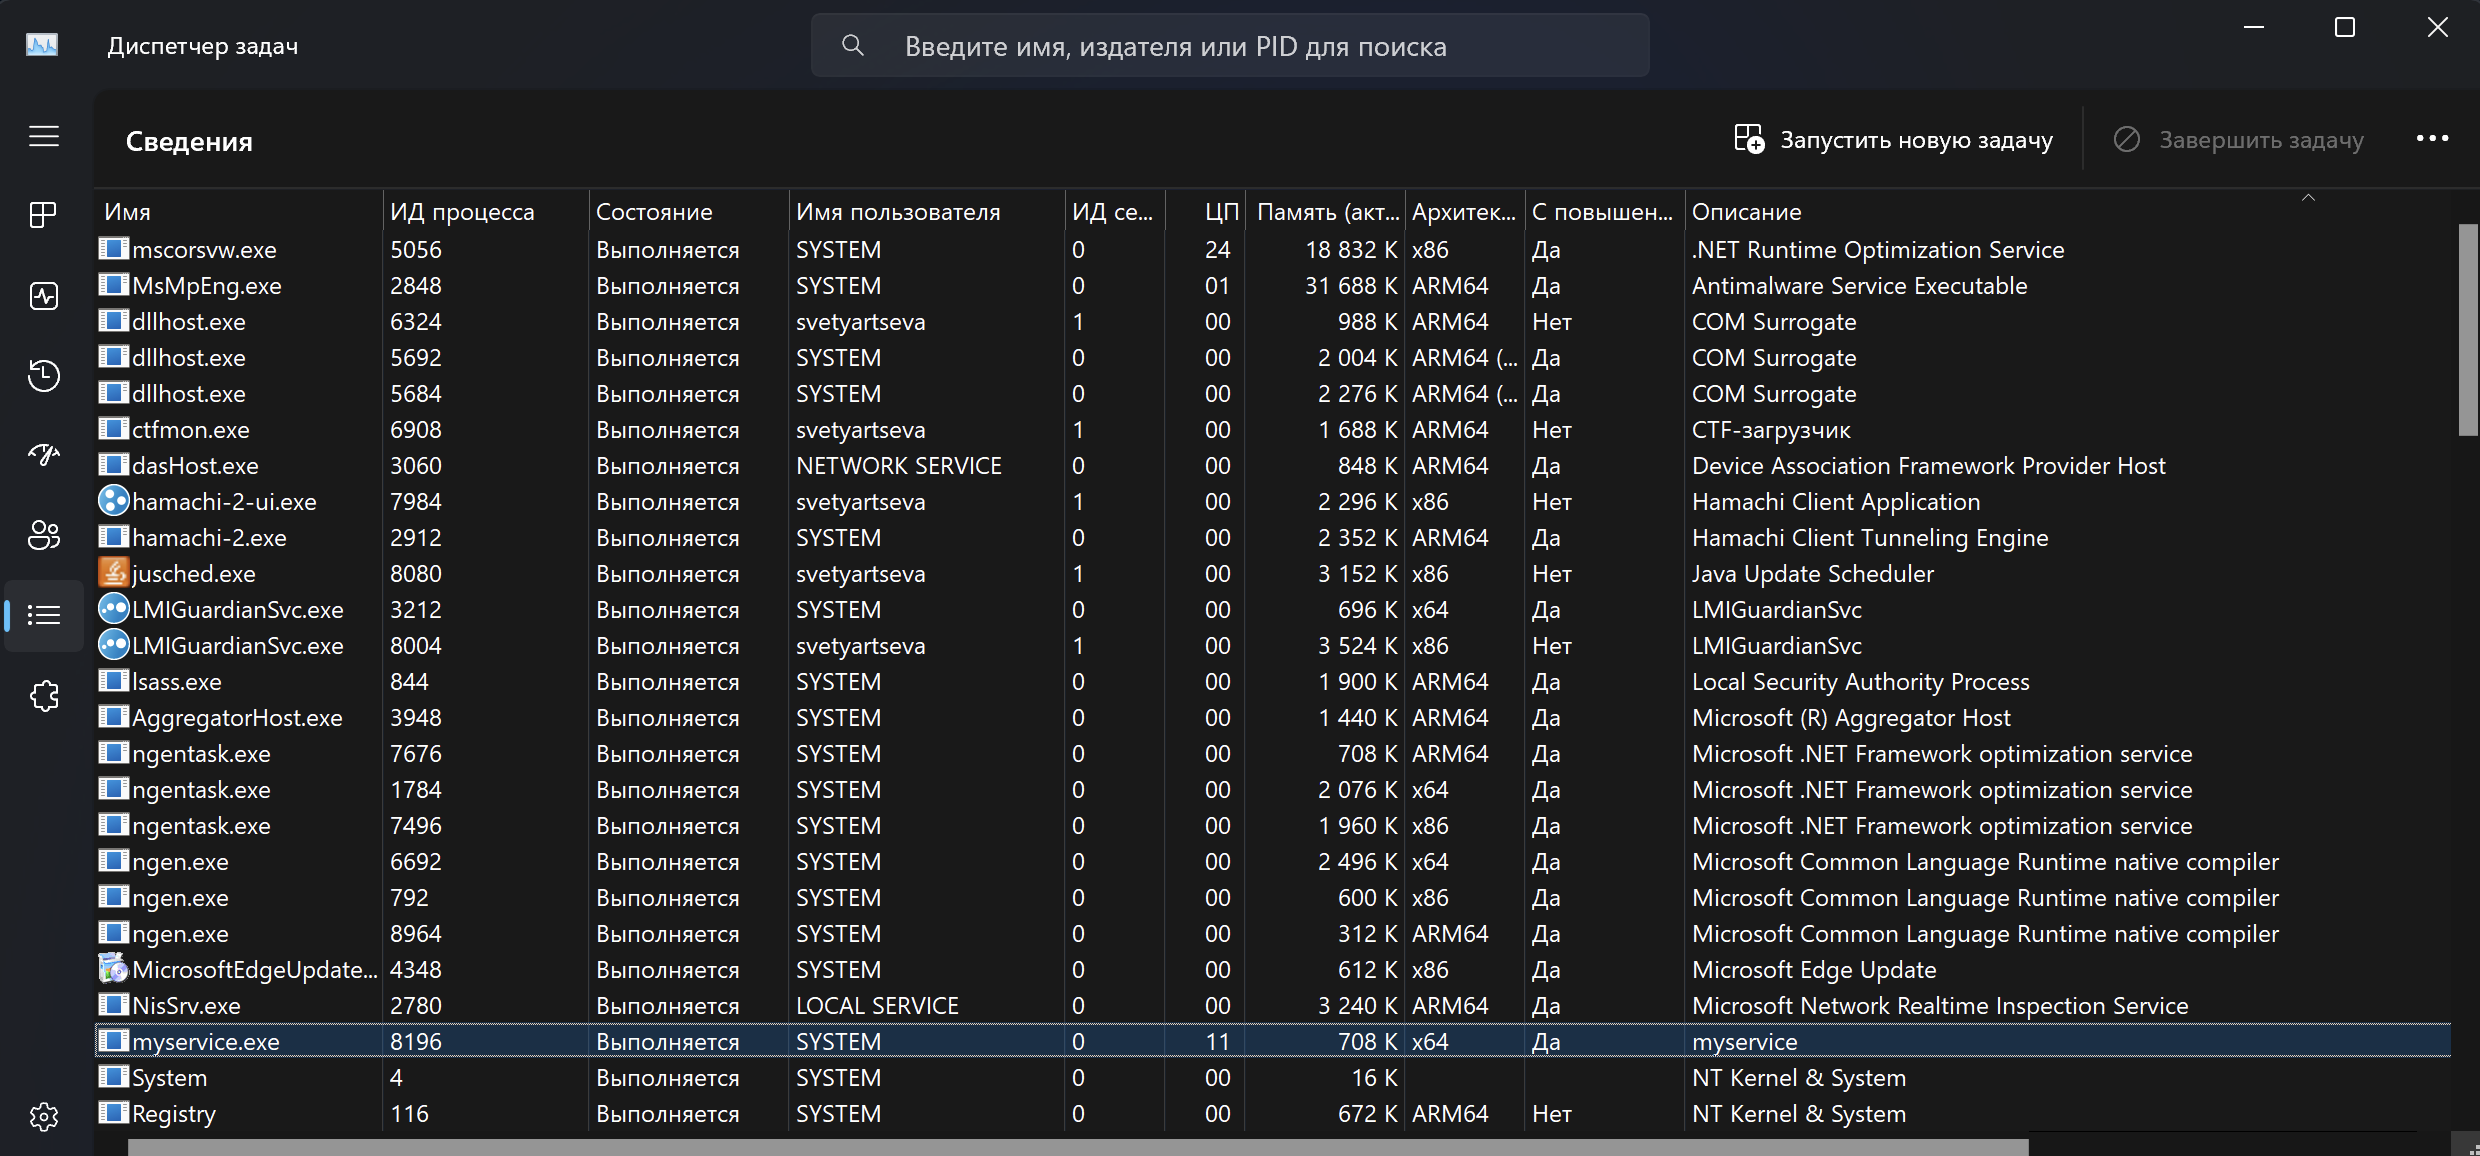 Диспетчер задач
Введите имя, издателя или PID для поиска
Сведения
Запустить новую задачу
Завершить задачу
Имя ИД процесса Состояние Имя пользователя ИД се... ЦП Память (акт... Архитек... С повышен... Описание
mscorsvw.exe 5056 Выполняется SYSTEM 0 24 18 832 K x86 Да .NET Runtime Optimization Service
MsMpEng.exe 2848 Выполняется SYSTEM 0 01 31 688 K ARM64 Да Antimalware Service Executable
dllhost.exe 6324 Выполняется svetyartseva 1 00 988 K ARM64 Нет COM Surrogate
dllhost.exe 5692 Выполняется SYSTEM 0 00 2 004 K ARM64 (... Да COM Surrogate
dllhost.exe 5684 Выполняется SYSTEM 0 00 2 276 K ARM64 (... Да COM Surrogate
ctfmon.exe 6908 Выполняется svetyartseva 1 00 1 688 K ARM64 Нет CTF-загрузчик
dasHost.exe 3060 Выполняется NETWORK SERVICE 0 00 848 K ARM64 Да Device Association Framework Provider Host
hamachi-2-ui.exe 7984 Выполняется svetyartseva 1 00 2 296 K x86 Нет Hamachi Client Application
hamachi-2.exe 2912 Выполняется SYSTEM 0 00 2 352 K ARM64 Да Hamachi Client Tunneling Engine
jusched.exe 8080 Выполняется svetyartseva 1 00 3 152 K x86 Нет Java Update Scheduler
LMIGuardianSvc.exe 3212 Выполняется SYSTEM 0 00 696 K x64 Да LMIGuardianSvc
LMIGuardianSvc.exe 8004 Выполняется svetyartseva 1 00 3 524 K x86 Нет LMIGuardianSvc
lsass.exe 844 Выполняется SYSTEM 0 00 1 900 K ARM64 Да Local Security Authority Process
AggregatorHost.exe 3948 Выполняется SYSTEM 0 00 1 440 K ARM64 Да Microsoft (R) Aggregator Host
ngentask.exe 7676 Выполняется SYSTEM 0 00 708 K ARM64 Да Microsoft .NET Framework optimization service
ngentask.exe 1784 Выполняется SYSTEM 0 00 2 076 K x64 Да Microsoft .NET Framework optimization service
ngentask.exe 7496 Выполняется SYSTEM 0 00 1 960 K x86 Да Microsoft .NET Framework optimization service
ngen.exe 6692 Выполняется SYSTEM 0 00 2 496 K x64 Да Microsoft Common Language Runtime native compiler
ngen.exe 792 Выполняется SYSTEM 0 00 600 K x86 Да Microsoft Common Language Runtime native compiler
ngen.exe 8964 Выполняется SYSTEM 0 00 312 K ARM64 Да Microsoft Common Language Runtime native compiler
MicrosoftEdgeUpdate... 4348 Выполняется SYSTEM 0 00 612 K x86 Да Microsoft Edge Update
NisSrv.exe 2780 Выполняется LOCAL SERVICE 0 00 3 240 K ARM64 Да Microsoft Network Realtime Inspection Service
myservice.exe 8196 Выполняется SYSTEM 0 11 708 K x64 Да myservice
System 4 Выполняется SYSTEM 0 00 16 K NT Kernel & System
Registry 116 Выполняется SYSTEM 0 00 672 K ARM64 Нет NT Kernel & System